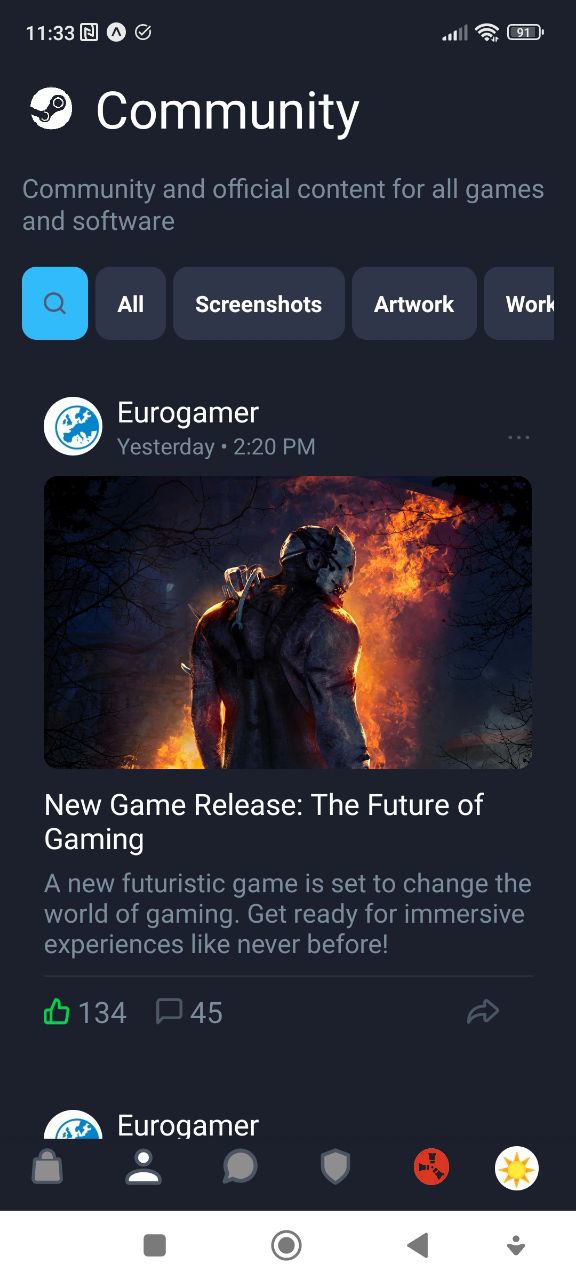 11:33
91
Community
Community and official content for all games
and software
All
Screenshots
Artwork
Work
Eurogamer
Yesterday • 2:20 PM
New Game Release: The Future of
Gaming
A new futuristic game is set to change the
world of gaming. Get ready for immersive
experiences like never before!
134
45
Eurogamer